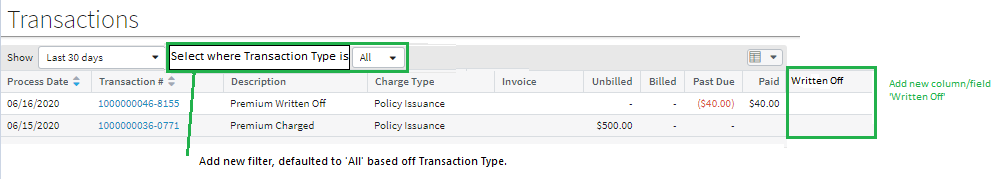 Transactions
Show Last 30 days Select where Transaction Type is All
Process Date Transaction # Description Charge Type Invoice Unbilled Billed Past Due Paid Written Off
Add new column/field
'Written Off'
06/16/2020 1000000046-8155 Premium Written Off Policy Issuance - - ($40.00) $40.00
06/15/2020 1000000036-0771 Premium Charged Policy Issuance $500.00 - -
Add new filter, defaulted to 'All' based off Transaction Type.